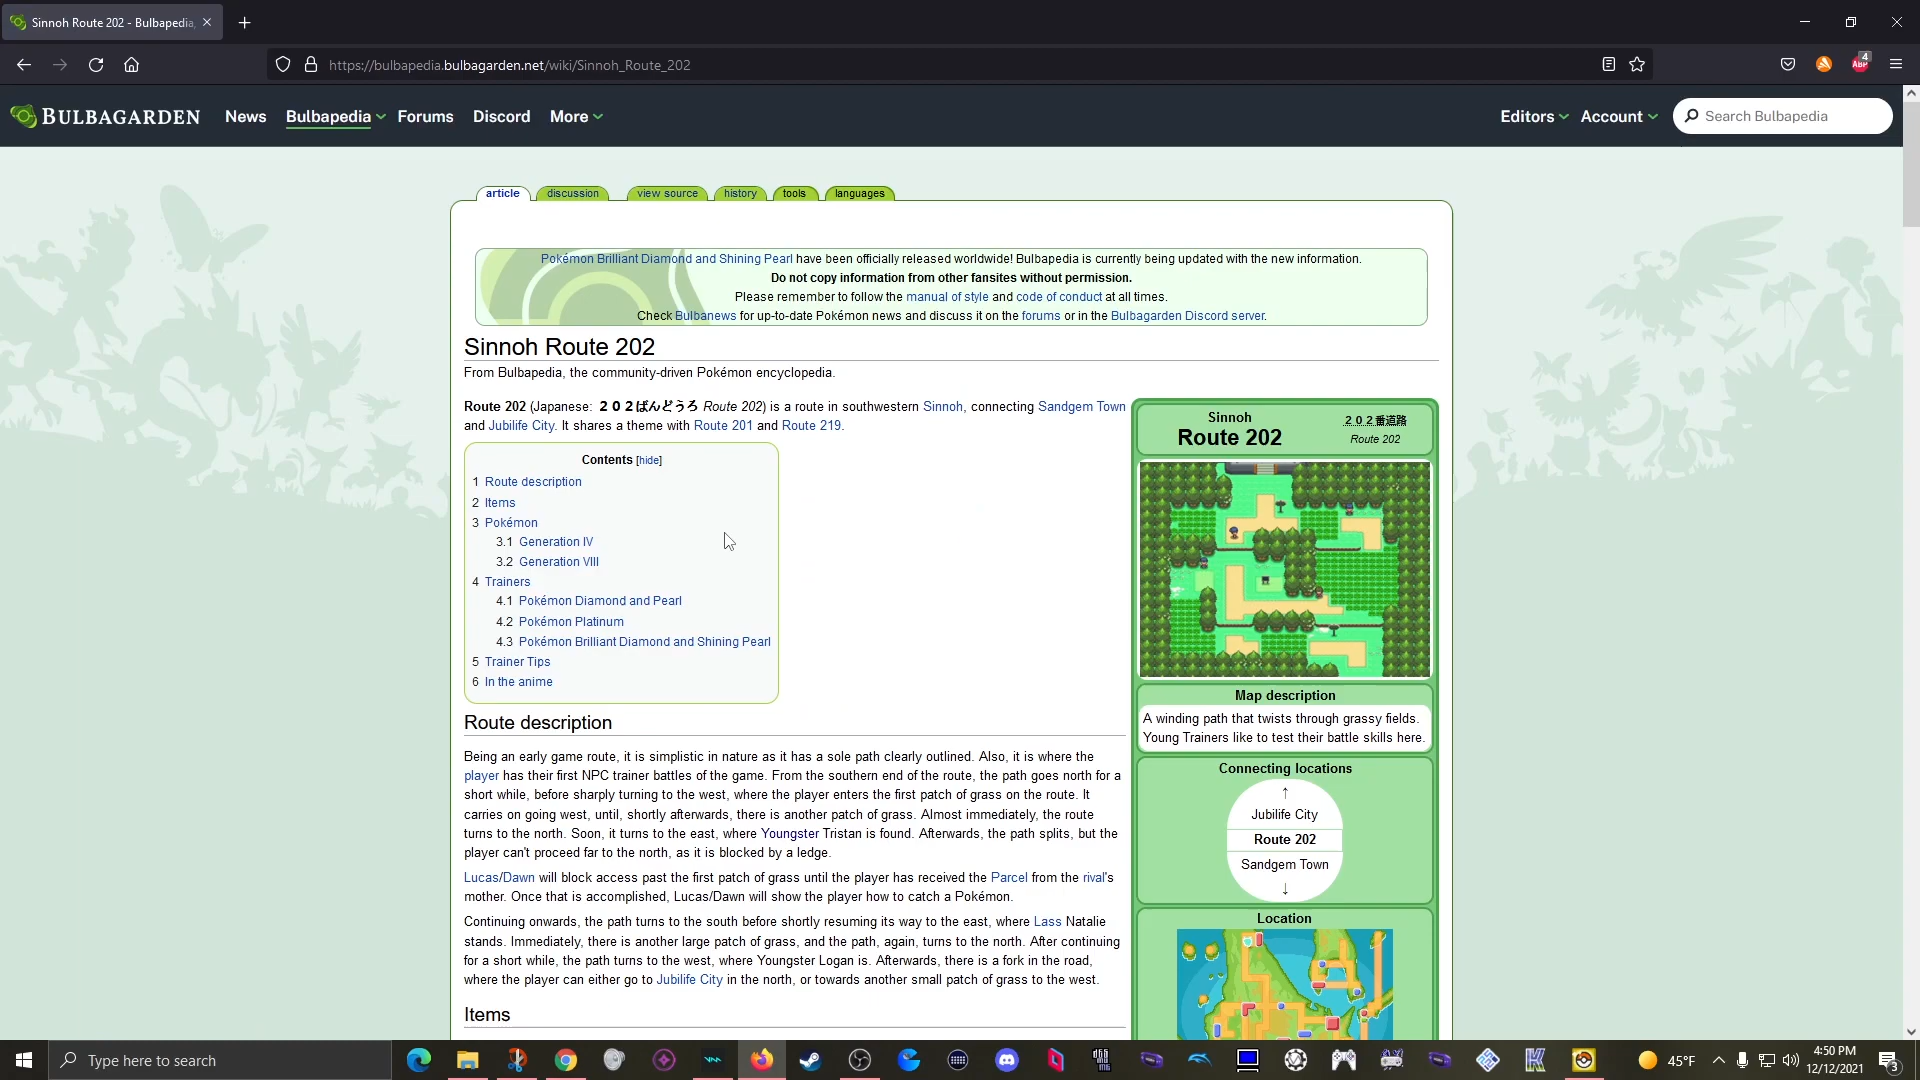 Sinnoh Route 202 - Bulbapedia,
https://bulbapedia.bulbagarden.net/wiki/Sinnoh_Route_202
4
ABP
BULBAGARDEN
News
Bulbapedia
Forums
Discord
More
Editors
Account
Search Bulbapedia
article
discussion
view source
history
tools
languages
Pokémon Brilliant Diamond and Shining Pearl have been officially released worldwide! Bulbapedia is currently being updated with the new information.
Do not copy information from other fansites without permission.
Please remember to follow the manual of style and code of conduct at all times.
Check Bulbanews for up-to-date Pokémon news and discuss it on the forums or in the Bulbagarden Discord server.
Sinnoh Route 202
From Bulbapedia, the community-driven Pokémon encyclopedia.
Route 202 (Japanese: ２０２ばんどうろ Route 202) is a route in southwestern Sinnoh, connecting Sandgem Town
and Jubilife City. It shares a theme with Route 201 and Route 219.
Contents [hide]
1 Route description
2 Items
3 Pokémon
3.1 Generation IV
3.2 Generation VIII
4 Trainers
4.1 Pokémon Diamond and Pearl
4.2 Pokémon Platinum
4.3 Pokémon Brilliant Diamond and Shining Pearl
5 Trainer Tips
6 In the anime
Route description
Being an early game route, it is simplistic in nature as it has a sole path clearly outlined. Also, it is where the
player has their first NPC trainer battles of the game. From the southern end of the route, the path goes north for a
short while, before sharply turning to the west, where the player enters the first patch of grass on the route. It
carries on going west, until, shortly afterwards, there is another patch of grass. Almost immediately, the route
turns to the north. Soon, it turns to the east, where Youngster Tristan is found. Afterwards, the path splits, but the
player can't proceed far to the north, as it is blocked by a ledge.
Lucas/Dawn will block access past the first patch of grass until the player has received the Parcel from the rival's
mother. Once that is accomplished, Lucas/Dawn will show the player how to catch a Pokémon.
Continuing onwards, the path turns to the south before shortly resuming its way to the east, where Lass Natalie
stands. Immediately, there is another large patch of grass, and the path, again, turns to the north. After continuing
for a short while, the path turns to the west, where Youngster Logan is. Afterwards, there is a fork in the road,
where the player can either go to Jubilife City in the north, or towards another small patch of grass to the west.
Items
Sinnoh
Route 202
２０２番道路
Route 202
Map description
A winding path that twists through grassy fields.
Young Trainers like to test their battle skills here.
Connecting locations
↑
Jubilife City
Route 202
Sandgem Town
↓
Location
Type here to search
45°F
4:50 PM
12/12/2021
3